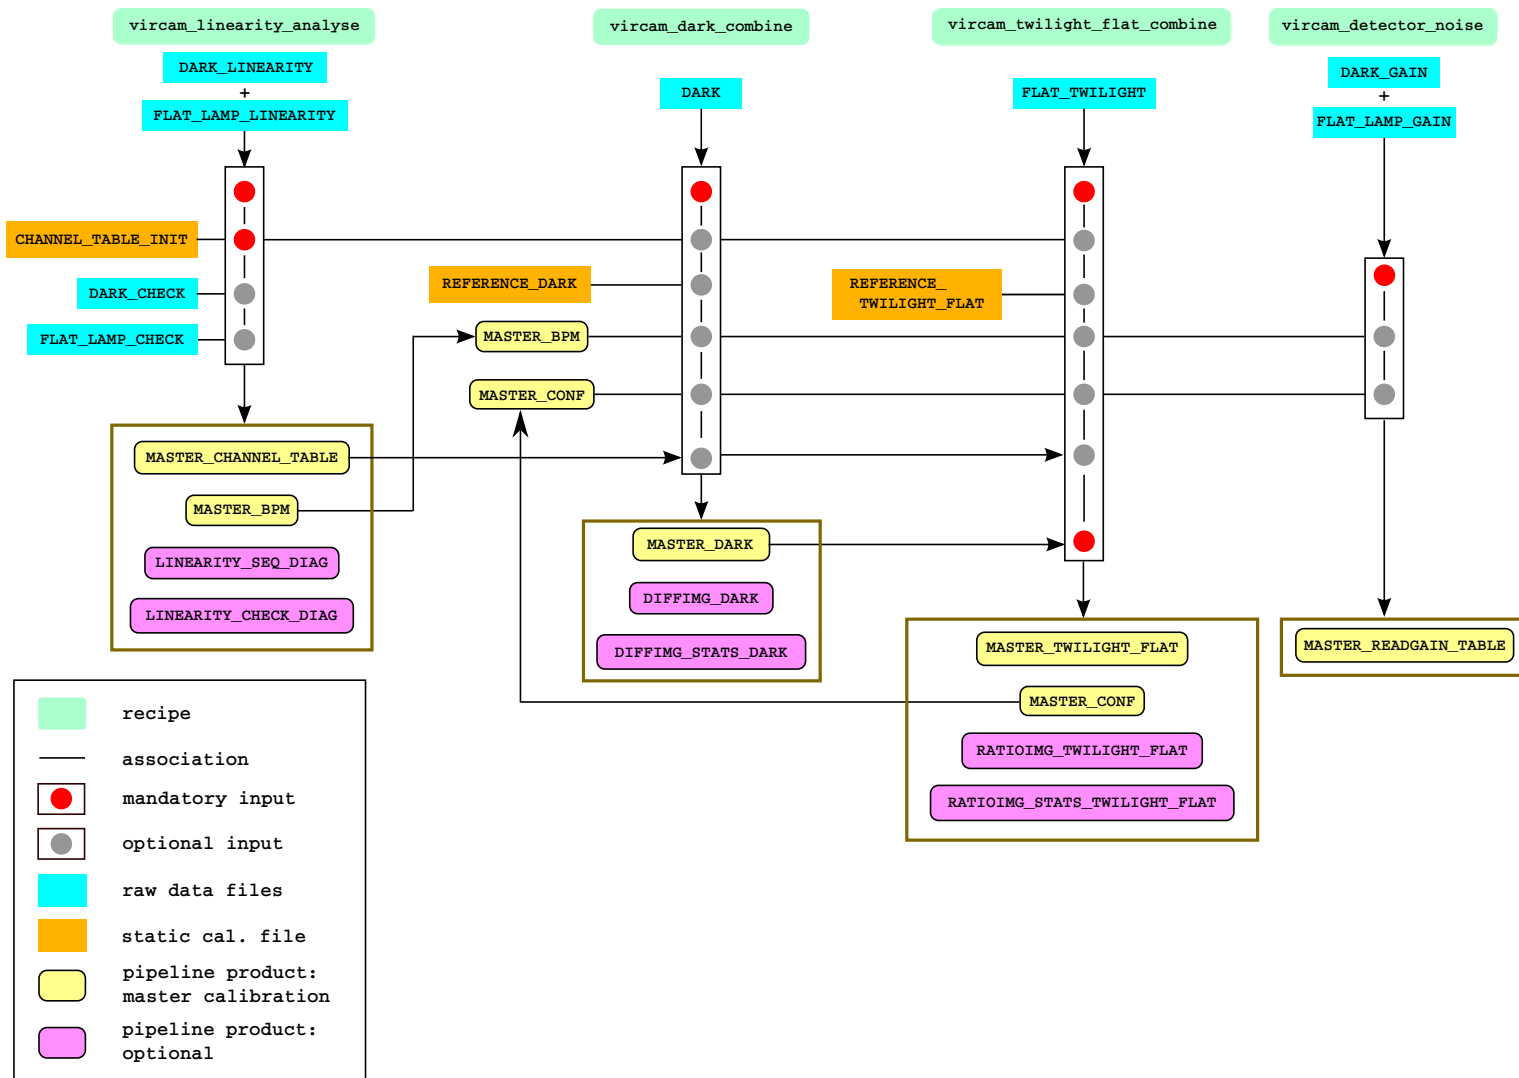 vircam_linearity_analyse
vircam_dark_combine
vircam_twilight_flat_combine
vircam_detector_noise
DARK_LINEARITY
+
FLAT_LAMP_LINEARITY
DARK
FLAT_TWILIGHT
DARK_GAIN
+
FLAT_LAMP_GAIN
CHANNEL_TABLE_INIT
DARK_CHECK
FLAT_LAMP_CHECK
REFERENCE_DARK
REFERENCE_
TWILIGHT_FLAT
MASTER_BPM
MASTER_CONF
MASTER_CHANNEL_TABLE
MASTER_BPM
LINEARITY_SEQ_DIAG
LINEARITY_CHECK_DIAG
MASTER_DARK
DIFFIMG_DARK
DIFFIMG_STATS_DARK
MASTER_TWILIGHT_FLAT
MASTER_CONF
RATIOIMG_TWILIGHT_FLAT
RATIOIMG_STATS_TWILIGHT_FLAT
MASTER_READGAIN_TABLE
recipe
association
mandatory input
optional input
raw data files
static cal. file
pipeline product:
master calibration
pipeline product:
optional